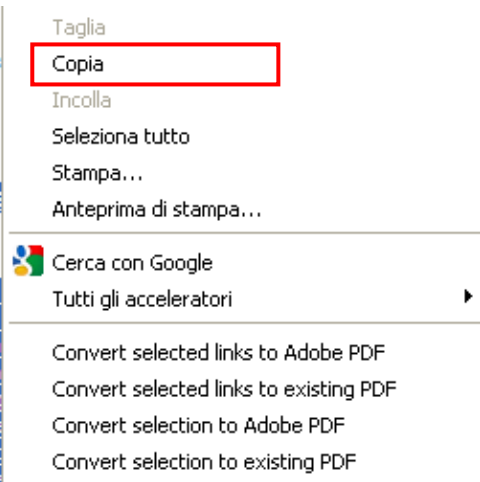 Taglia
Copia
Incolla
Seleziona tutto
Stampa...
Anteprima di stampa...
Cerca con Google
Tutti gli acceleratori
Convert selected links to Adobe PDF
Convert selected links to existing PDF
Convert selection to Adobe PDF
Convert selection to existing PDF